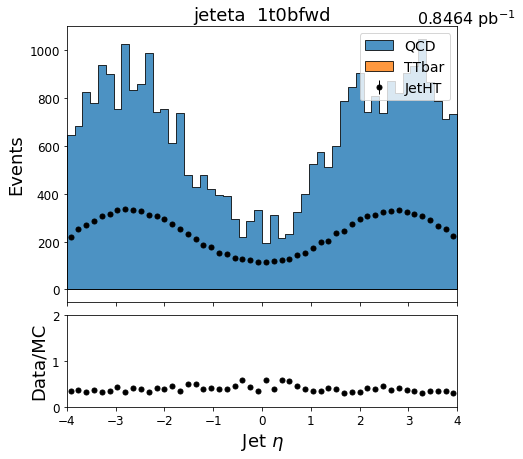 jeteta 1t0bfwd
0.8464 pb⁻¹
QCD
TTbar
JetHT
Events
1000
800
600
400
200
0
Data/MC
2
1
0
−4 −3 −2 −1 0 1 2 3 4
Jet η